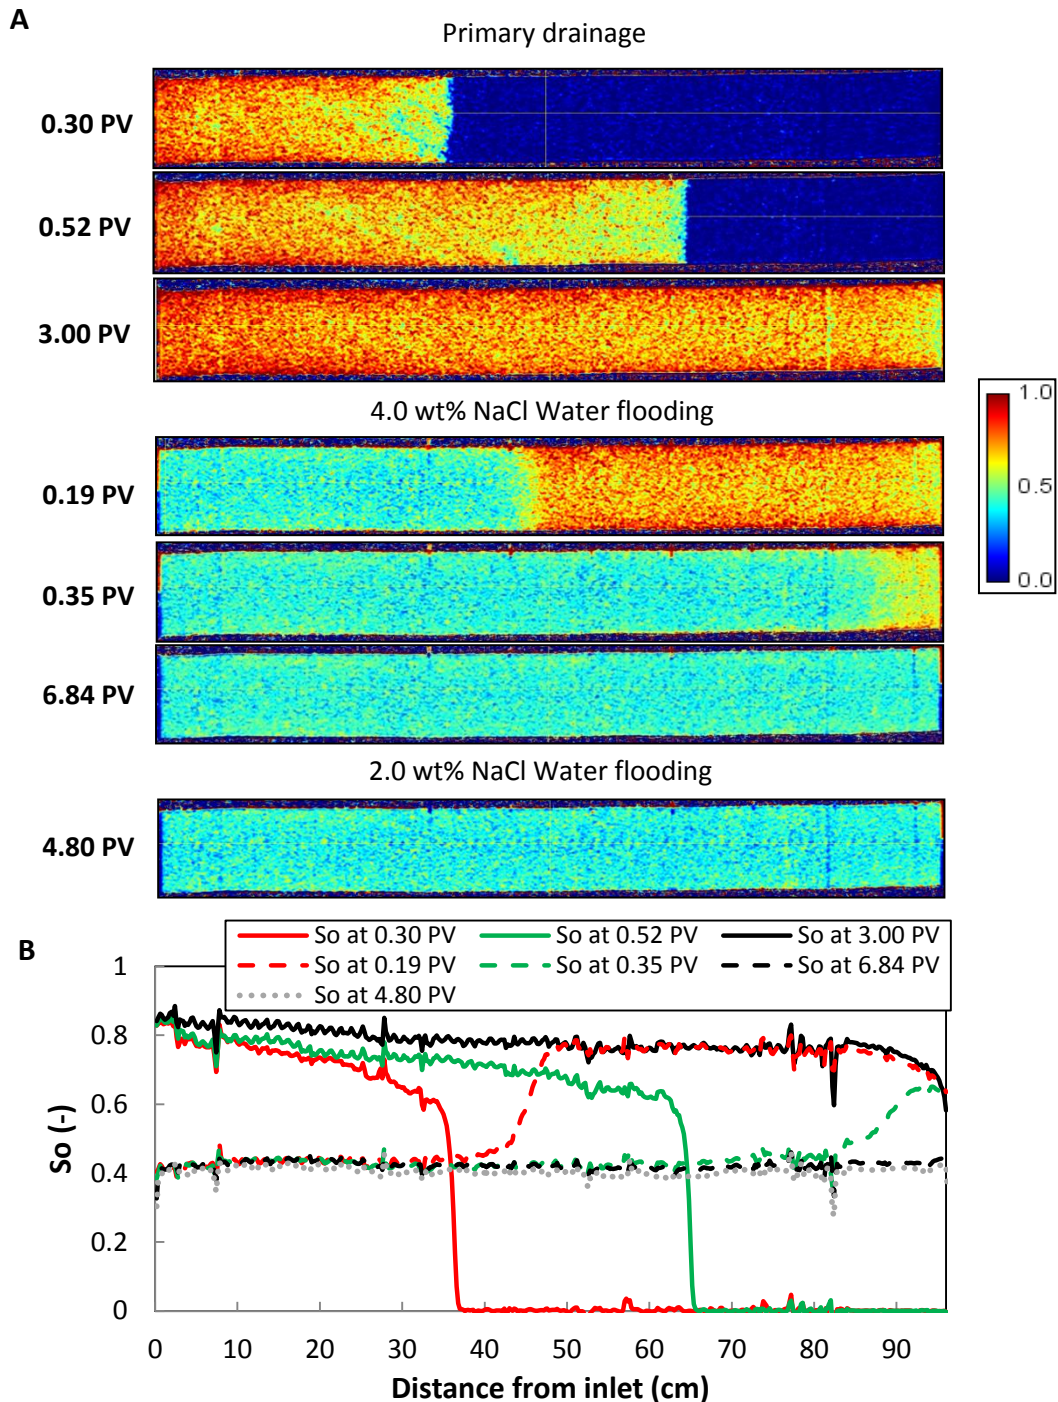 A
Primary drainage
0.30 PV
0.52 PV
3.00 PV
4.0 wt% NaCl Water flooding
0.19 PV
0.35 PV
6.84 PV
1.0
0.5
0.0
2.0 wt% NaCl Water flooding
4.80 PV
B
So at 0.30 PV So at 0.52 PV So at 3.00 PV
So at 0.19 PV So at 0.35 PV So at 6.84 PV
So at 4.80 PV
So (-)
1
0.8
0.6
0.4
0.2
0
0 10 20 30 40 50 60 70 80 90
Distance from inlet (cm)